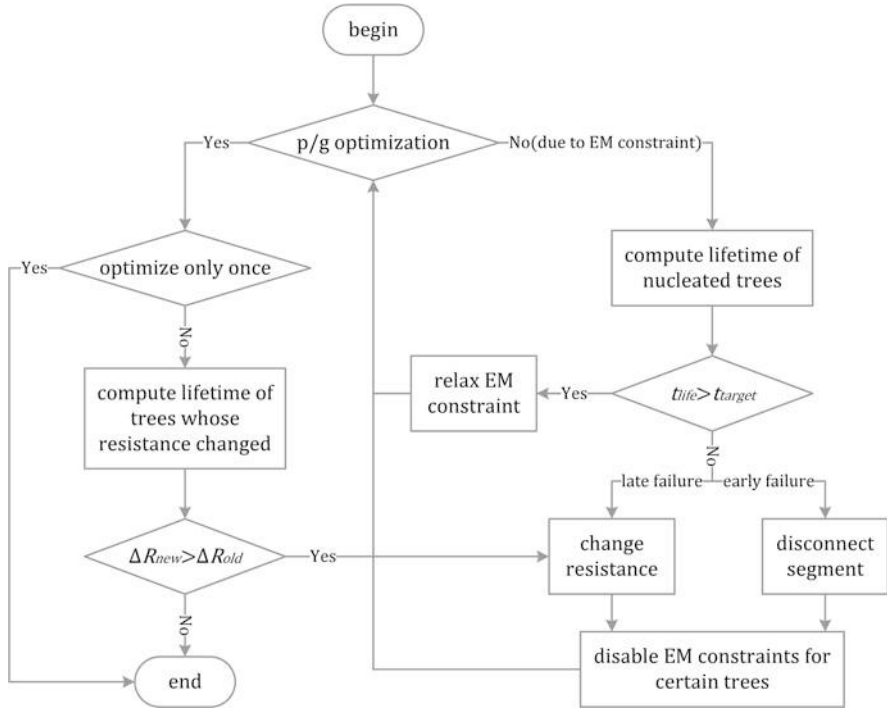 begin
Yes
p/g optimization
No(due to EM constraint)
Yes
optimize only once
compute lifetime of
nucleated trees
No
compute lifetime of
trees whose
resistance changed
relax EM
constraint
Yes
tlife> ttarget
No
late failure
early failure
ΔRnew>ΔRold
Yes
change
resistance
disconnect
segment
No
end
disable EM constraints for
certain trees